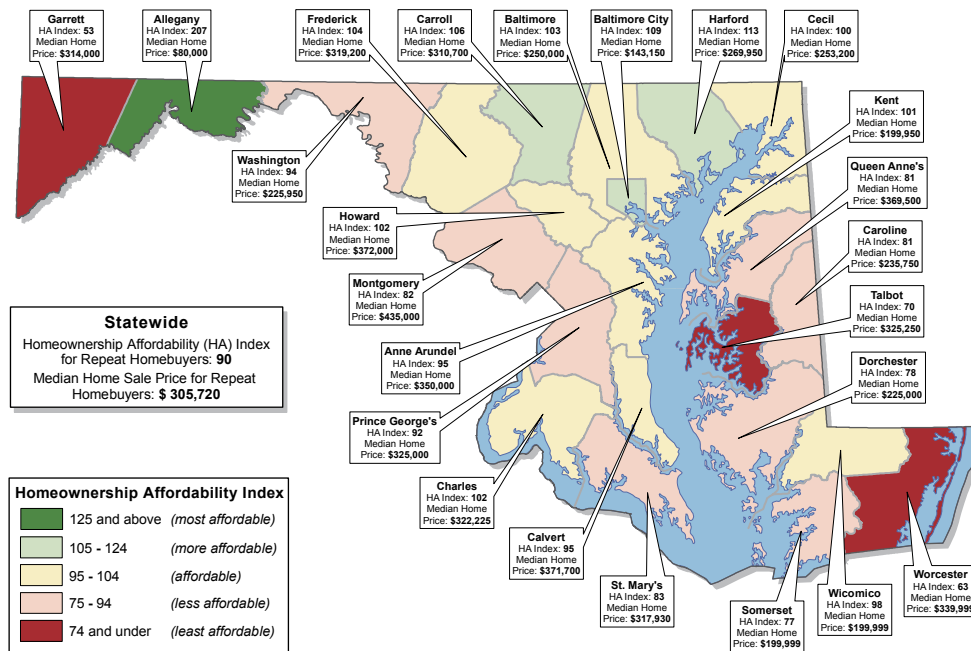 Garrett
HA Index: 53
Median Home
Price: $314,000
Allegany
HA Index: 207
Median Home
Price: $80,000
Frederick
HA Index: 104
Median Home
Price: $319,200
Carroll
HA Index: 106
Median Home
Price: $310,700
Baltimore
HA Index: 103
Median Home
Price: $250,000
Baltimore City
HA Index: 109
Median Home
Price: $143,150
Harford
HA Index: 113
Median Home
Price: $269,950
Cecil
HA Index: 100
Median Home
Price: $253,200
Kent
HA Index: 101
Median Home
Price: $199,950
Washington
HA Index: 94
Median Home
Price: $225,950
Queen Anne's
HA Index: 81
Median Home
Price: $369,500
Howard
HA Index: 102
Median Home
Price: $372,000
Caroline
HA Index: 81
Median Home
Price: $235,750
Montgomery
HA Index: 82
Median Home
Price: $435,000
Talbot
HA Index: 70
Median Home
Price: $325,250
Statewide
Homeownership Affordability (HA) Index
for Repeat Homebuyers: 90
Median Home Sale Price for Repeat
Homebuyers: $ 305,720
Anne Arundel
HA Index: 95
Median Home
Price: $350,000
Dorchester
HA Index: 78
Median Home
Price: $225,000
Prince George's
HA Index: 92
Median Home
Price: $325,000
Charles
HA Index: 102
Median Home
Price: $322,225
Calvert
HA Index: 95
Median Home
Price: $371,700
St. Mary's
HA Index: 83
Median Home
Price: $317,930
Somerset
HA Index: 77
Median Home
Price: $199,999
Wicomico
HA Index: 98
Median Home
Price: $199,999
Worcester
HA Index: 63
Median Home
Price: $339,999
Homeownership Affordability Index
125 and above (most affordable)
105 - 124 (more affordable)
95 - 104 (affordable)
75 - 94 (less affordable)
74 and under (least affordable)